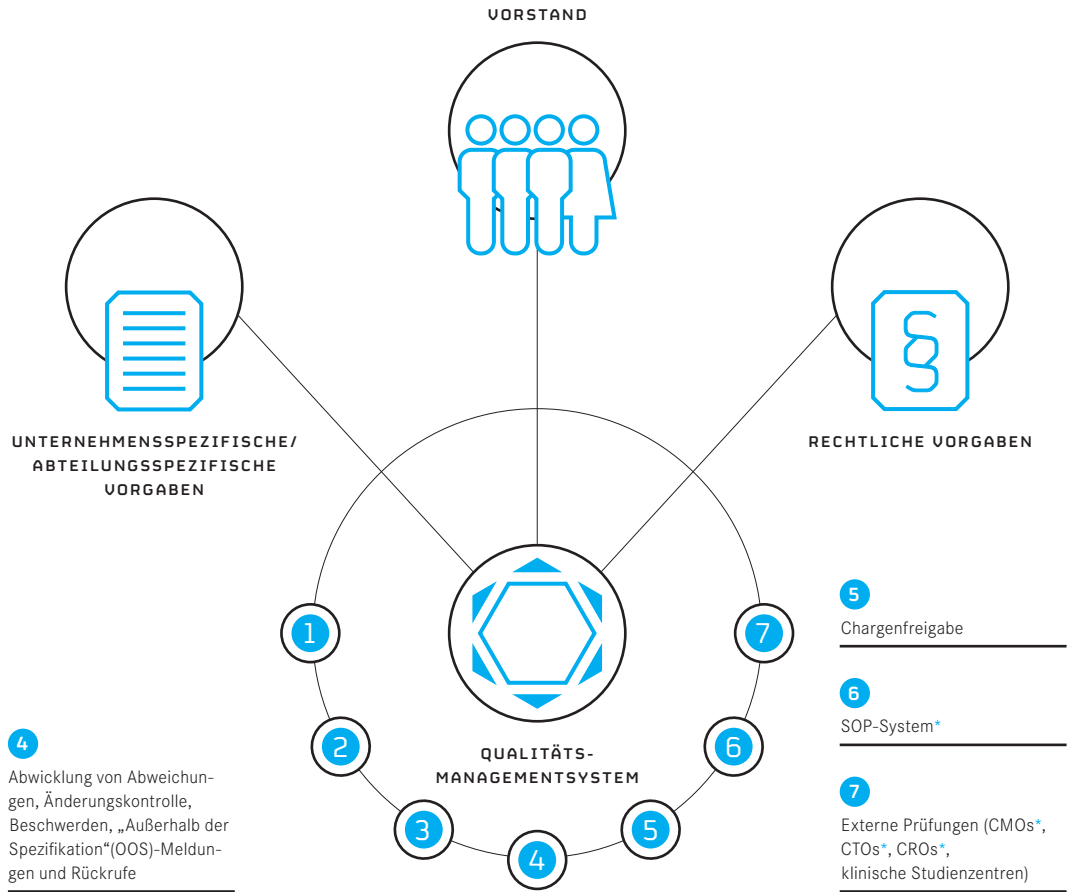 VORSTAND
UNTERNEHMENSSPEZIFISCHE/
ABTEILUNGSSPEZIFISCHE
VORGABEN
§
RECHTLICHE VORGABEN
1
2
3
4
5
6
7
QUALITÄTS-
MANAGEMENTSYSTEM
4
Abwicklung von Abweichun-
gen, Änderungskontrolle,
Beschwerden, „Außerhalb der
Spezifikation“(OOS)-Meldun-
gen und Rückrufe
5
Chargenfreigabe
6
SOP-System*
7
Externe Prüfungen (CMOs*,
CTOs*, CROs*,
klinische Studienzentren)